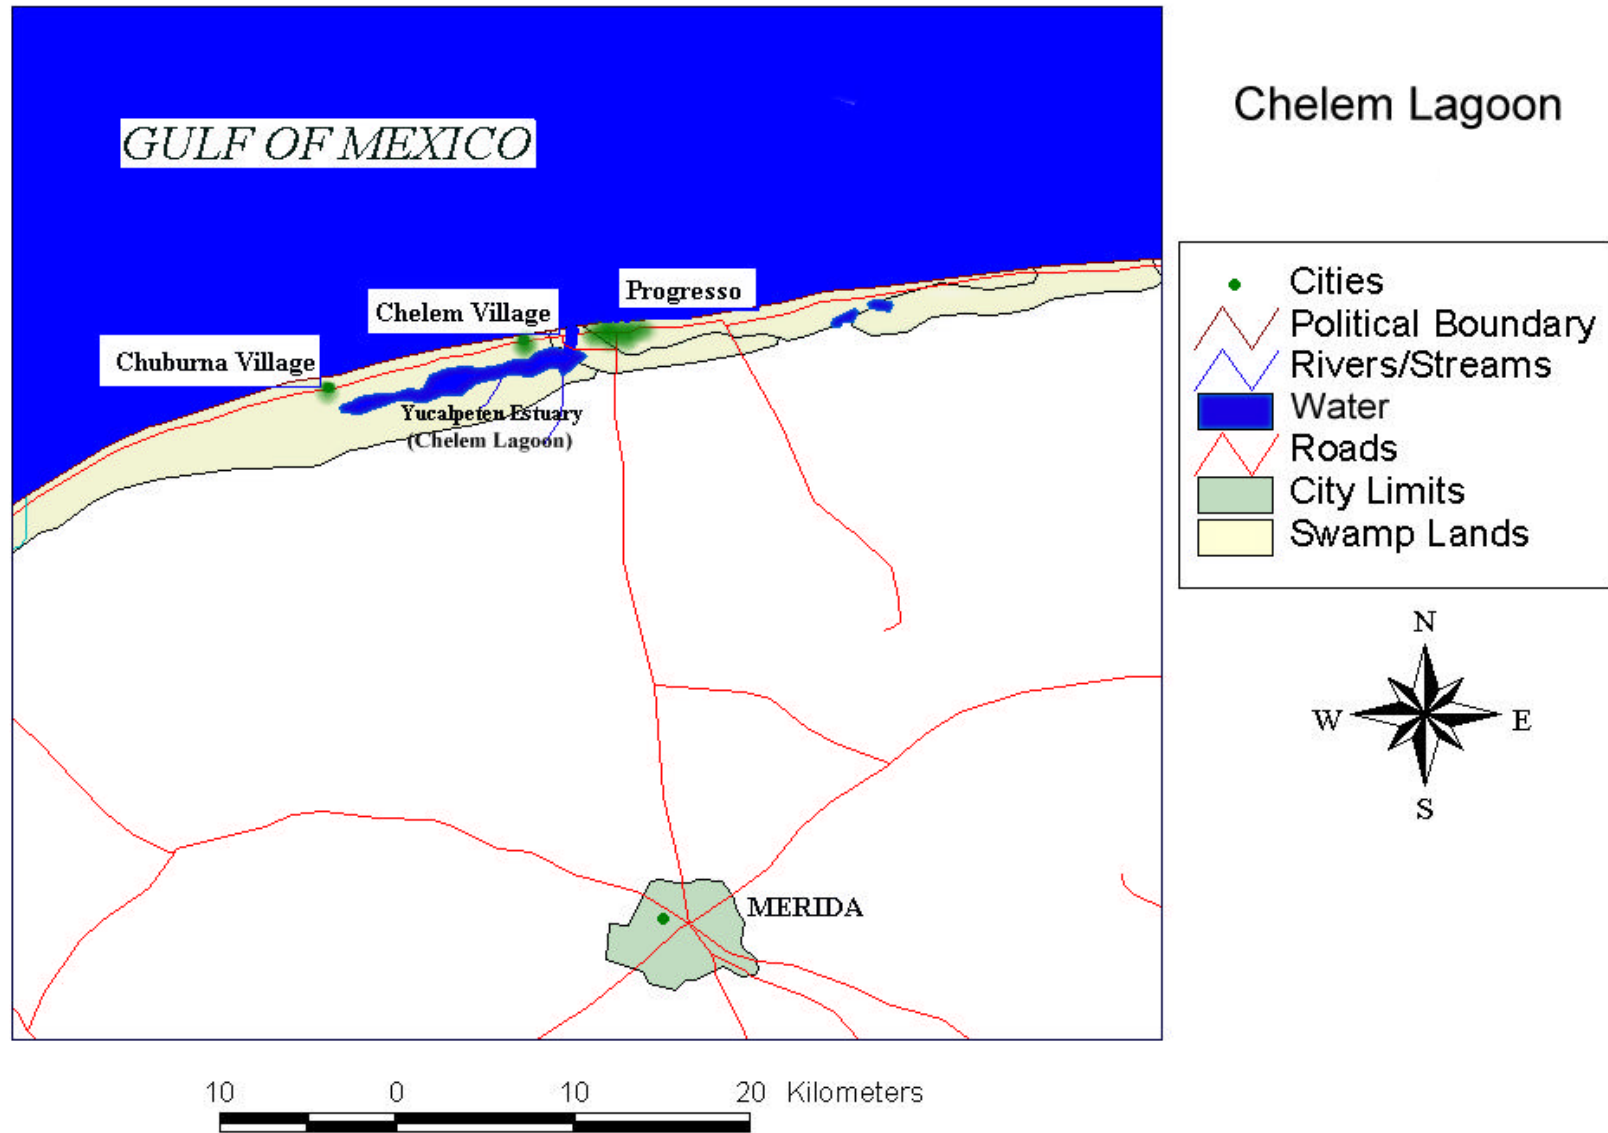 Chelem Lagoon
GULF OF MEXICO
Progresso
Chelem Village
Chuburna Village
Yucalpeten Estuary
(Chelem Lagoon)
MERIDA
Cities
Political Boundary
Rivers/Streams
Water
Roads
City Limits
Swamp Lands
N
W E
S
10 0 10 20 Kilometers